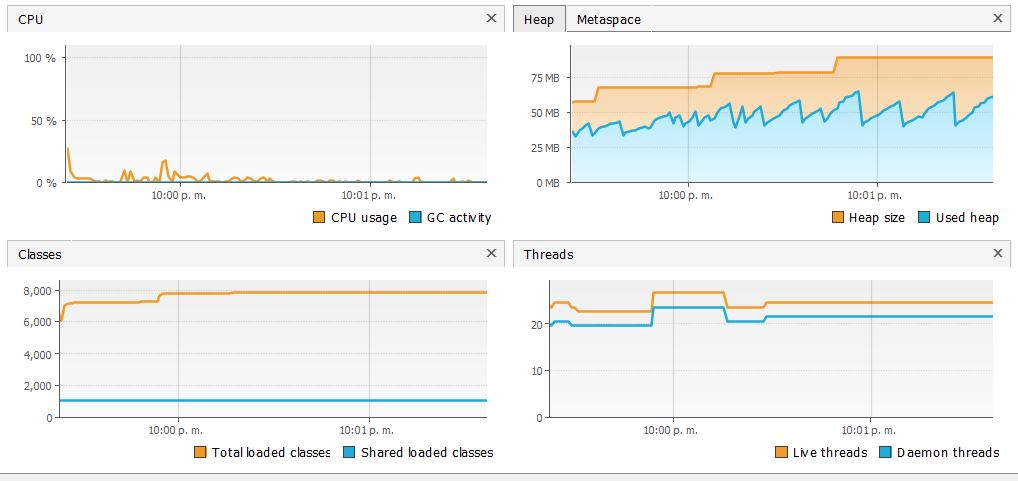 CPU
100 %
50 %
0 %
10:00 p. m.
10:01 p. m.
CPU usage
GC activity
Heap
Metaspace
75 MB
50 MB
25 MB
0 MB
10:00 p. m.
10:01 p. m.
Heap size
Used heap
Classes
8,000
6,000
4,000
2,000
0
10:00 p. m.
10:01 p. m.
Total loaded classes
Shared loaded classes
Threads
20
10
0
10:00 p. m.
10:01 p. m.
Live threads
Daemon threads